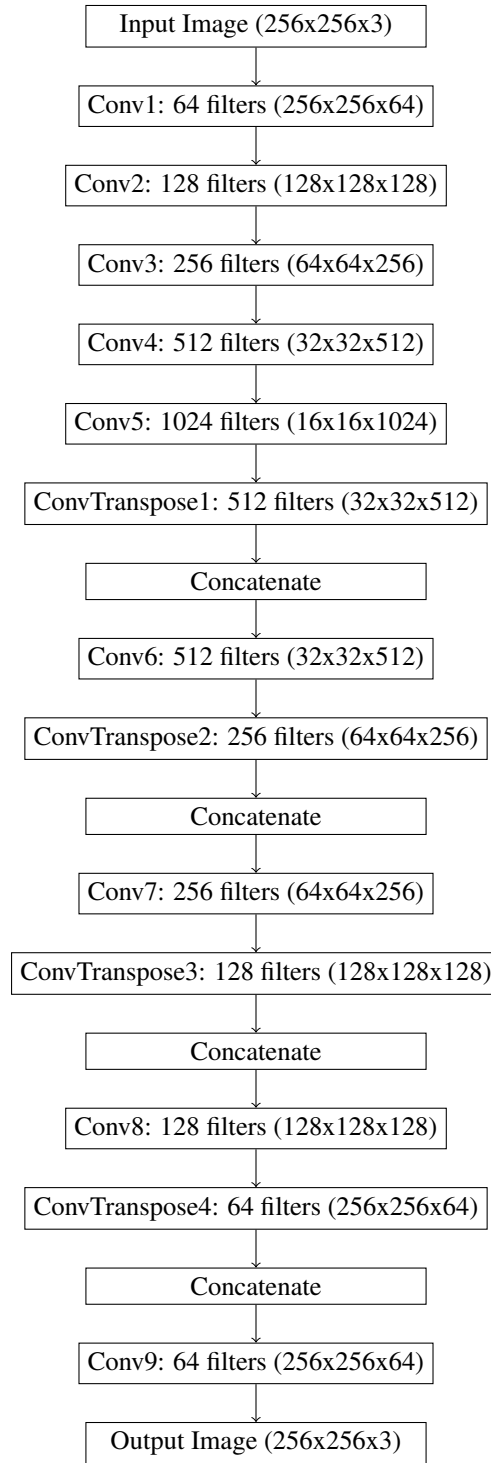 Input Image (256x256x3)
Conv1: 64 filters (256x256x64)
Conv2: 128 filters (128x128x128)
Conv3: 256 filters (64x64x256)
Conv4: 512 filters (32x32x512)
Conv5: 1024 filters (16x16x1024)
ConvTranspose1: 512 filters (32x32x512)
Concatenate
Conv6: 512 filters (32x32x512)
ConvTranspose2: 256 filters (64x64x256)
Concatenate
Conv7: 256 filters (64x64x256)
ConvTranspose3: 128 filters (128x128x128)
Concatenate
Conv8: 128 filters (128x128x128)
ConvTranspose4: 64 filters (256x256x64)
Concatenate
Conv9: 64 filters (256x256x64)
Output Image (256x256x3)